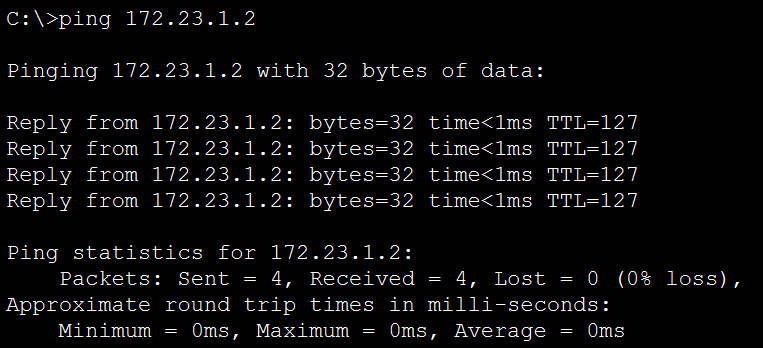 C:\>ping 172.23.1.2
Pinging 172.23.1.2 with 32 bytes of data:
Reply from 172.23.1.2: bytes=32 time<1ms TTL=127
Reply from 172.23.1.2: bytes=32 time<1ms TTL=127
Reply from 172.23.1.2: bytes=32 time<1ms TTL=127
Reply from 172.23.1.2: bytes=32 time<1ms TTL=127
Ping statistics for 172.23.1.2:
    Packets: Sent = 4, Received = 4, Lost = 0 (0% loss),
Approximate round trip times in milli-seconds:
    Minimum = 0ms, Maximum = 0ms, Average = 0ms